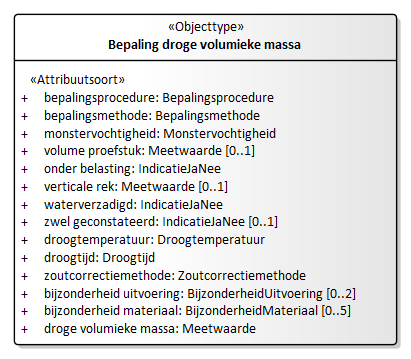 «Objecttype»
Bepaling droge volumieke massa
«Attribuutsoort»
+ bepalingsprocedure: Bepalingsprocedure
+ bepalingsmethode: Bepalingsmethode
+ monstervochtigheid: Monstervochtigheid
+ volume proefstuk: Meetwaarde [0..1]
+ onder belasting: IndicatieJaNee
+ verticale rek: Meetwaarde [0..1]
+ waterverzadigd: IndicatieJaNee
+ zwel geconstateerd: IndicatieJaNee [0..1]
+ droogtemperatuur: Droogtemperatuur
+ droogtijd: Droogtijd
+ zoutcorrectiemethode: Zoutcorrectiemethode
+ bijzonderheid uitvoering: BijzonderheidUitvoering [0..2]
+ bijzonderheid materiaal: BijzonderheidMateriaal [0..5]
+ droge volumieke massa: Meetwaarde